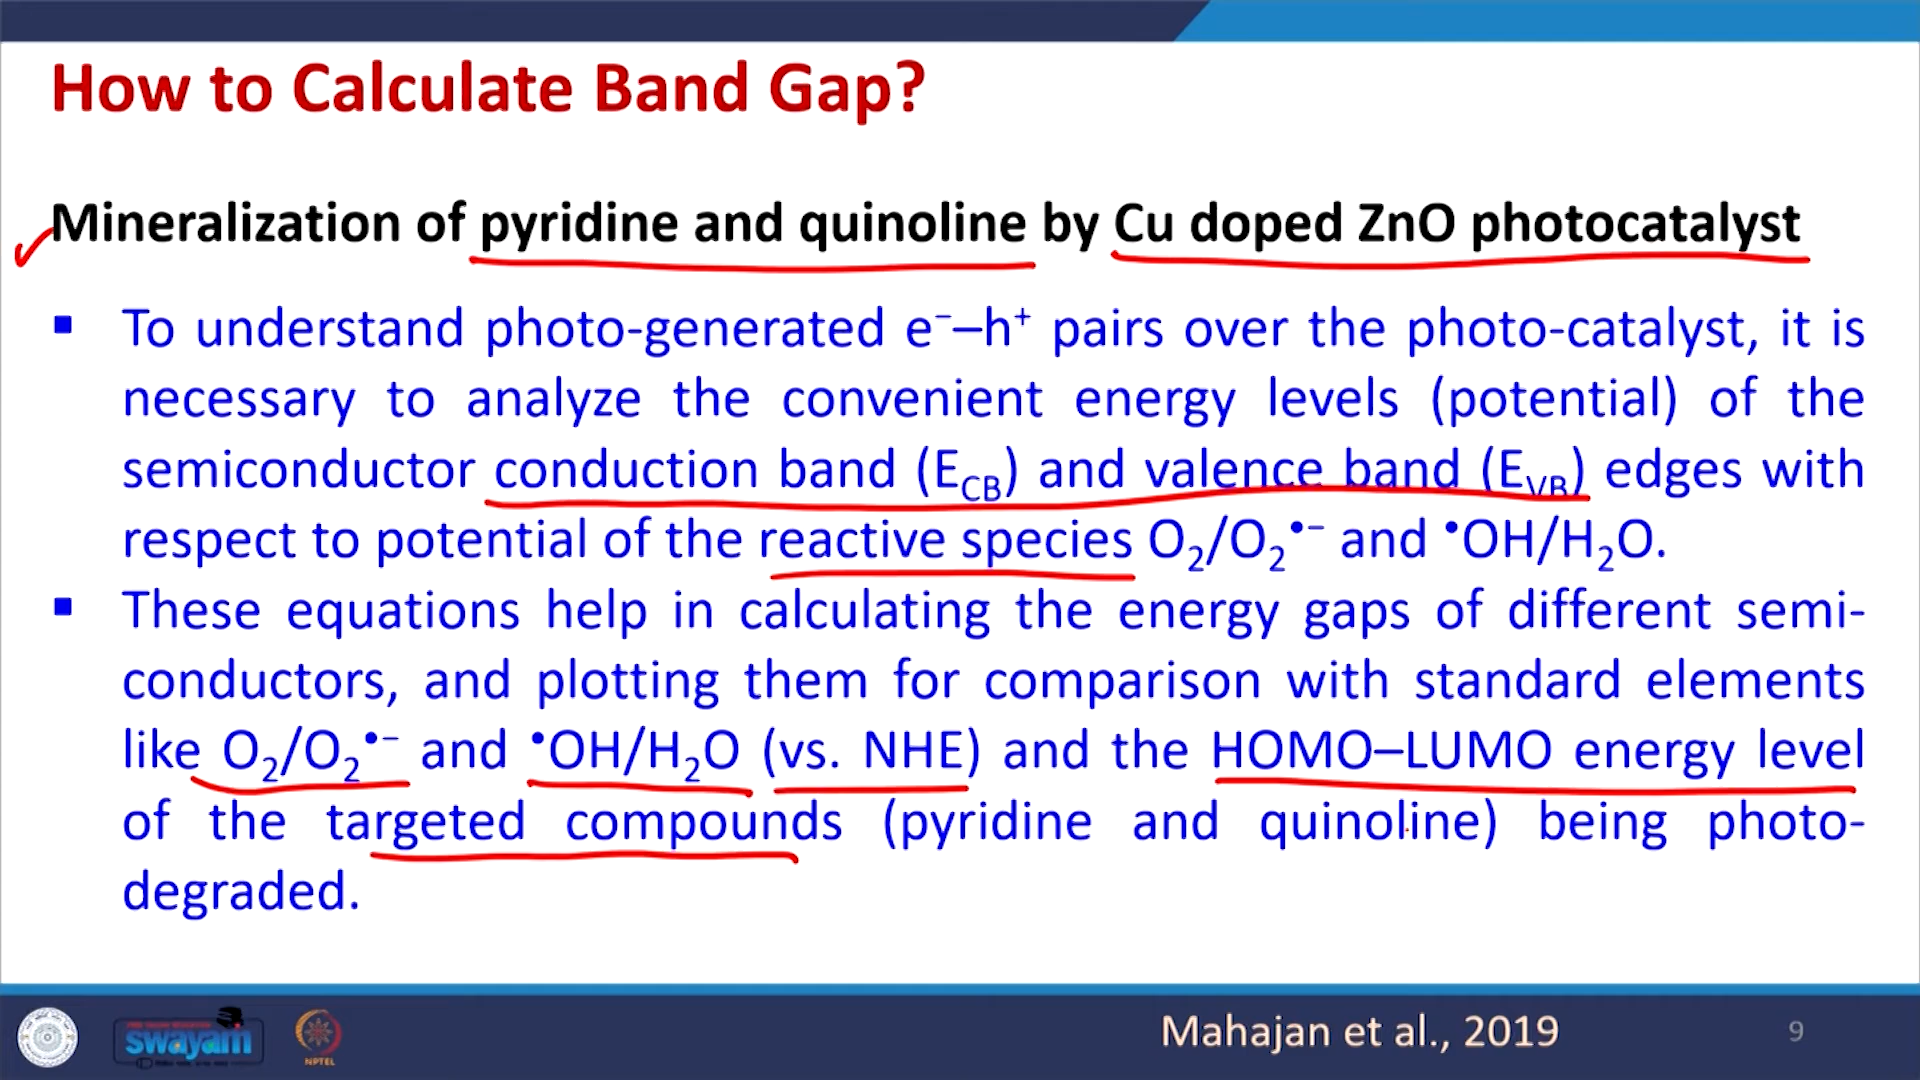 How to Calculate Band Gap?
Mineralization of pyridine and quinoline by Cu doped ZnO photocatalyst
▪ To understand photo-generated e⁻–h⁺ pairs over the photo-catalyst, it is
necessary to analyze the convenient energy levels (potential) of the
semiconductor conduction band (E_CB) and valence band (E_VB) edges with
respect to potential of the reactive species O₂/O₂•⁻ and •OH/H₂O.
▪ These equations help in calculating the energy gaps of different semi-
conductors, and plotting them for comparison with standard elements
like O₂/O₂•⁻ and •OH/H₂O (vs. NHE) and the HOMO–LUMO energy level
of the targeted compounds (pyridine and quinoline) being photo-
degraded.
swayam
NPTEL
Mahajan et al., 2019
9